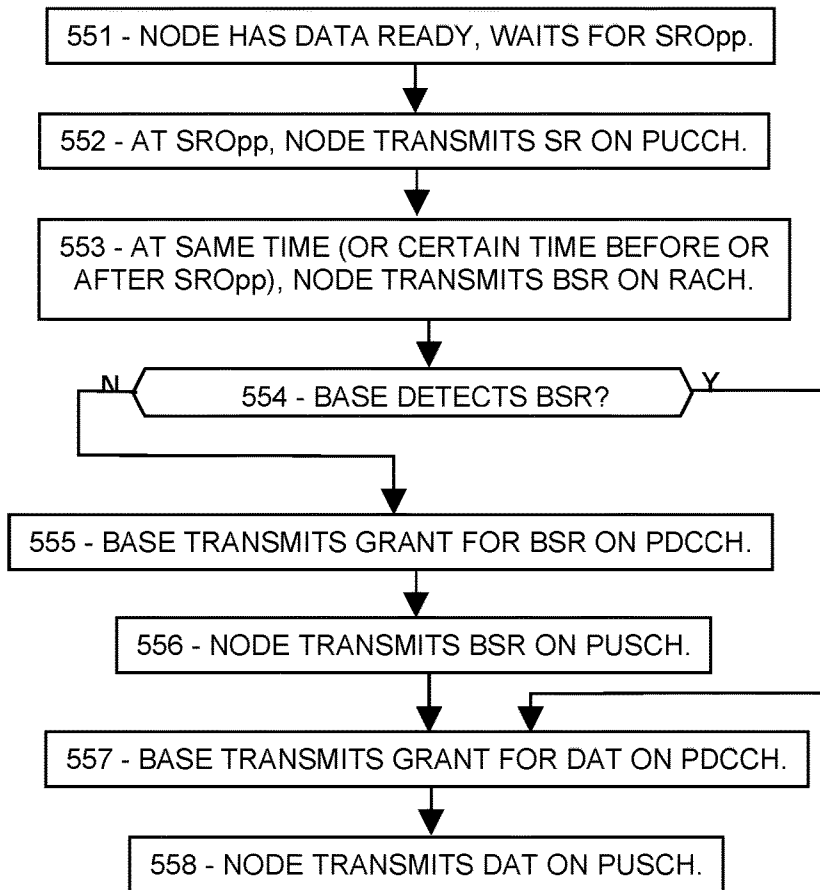 551 - NODE HAS DATA READY, WAITS FOR SROpp.
552 - AT SROpp, NODE TRANSMITS SR ON PUCCH.
553 - AT SAME TIME (OR CERTAIN TIME BEFORE OR
AFTER SROpp), NODE TRANSMITS BSR ON RACH.
N
554 - BASE DETECTS BSR?
Y
555 - BASE TRANSMITS GRANT FOR BSR ON PDCCH.
556 - NODE TRANSMITS BSR ON PUSCH.
557 - BASE TRANSMITS GRANT FOR DAT ON PDCCH.
558 - NODE TRANSMITS DAT ON PUSCH.